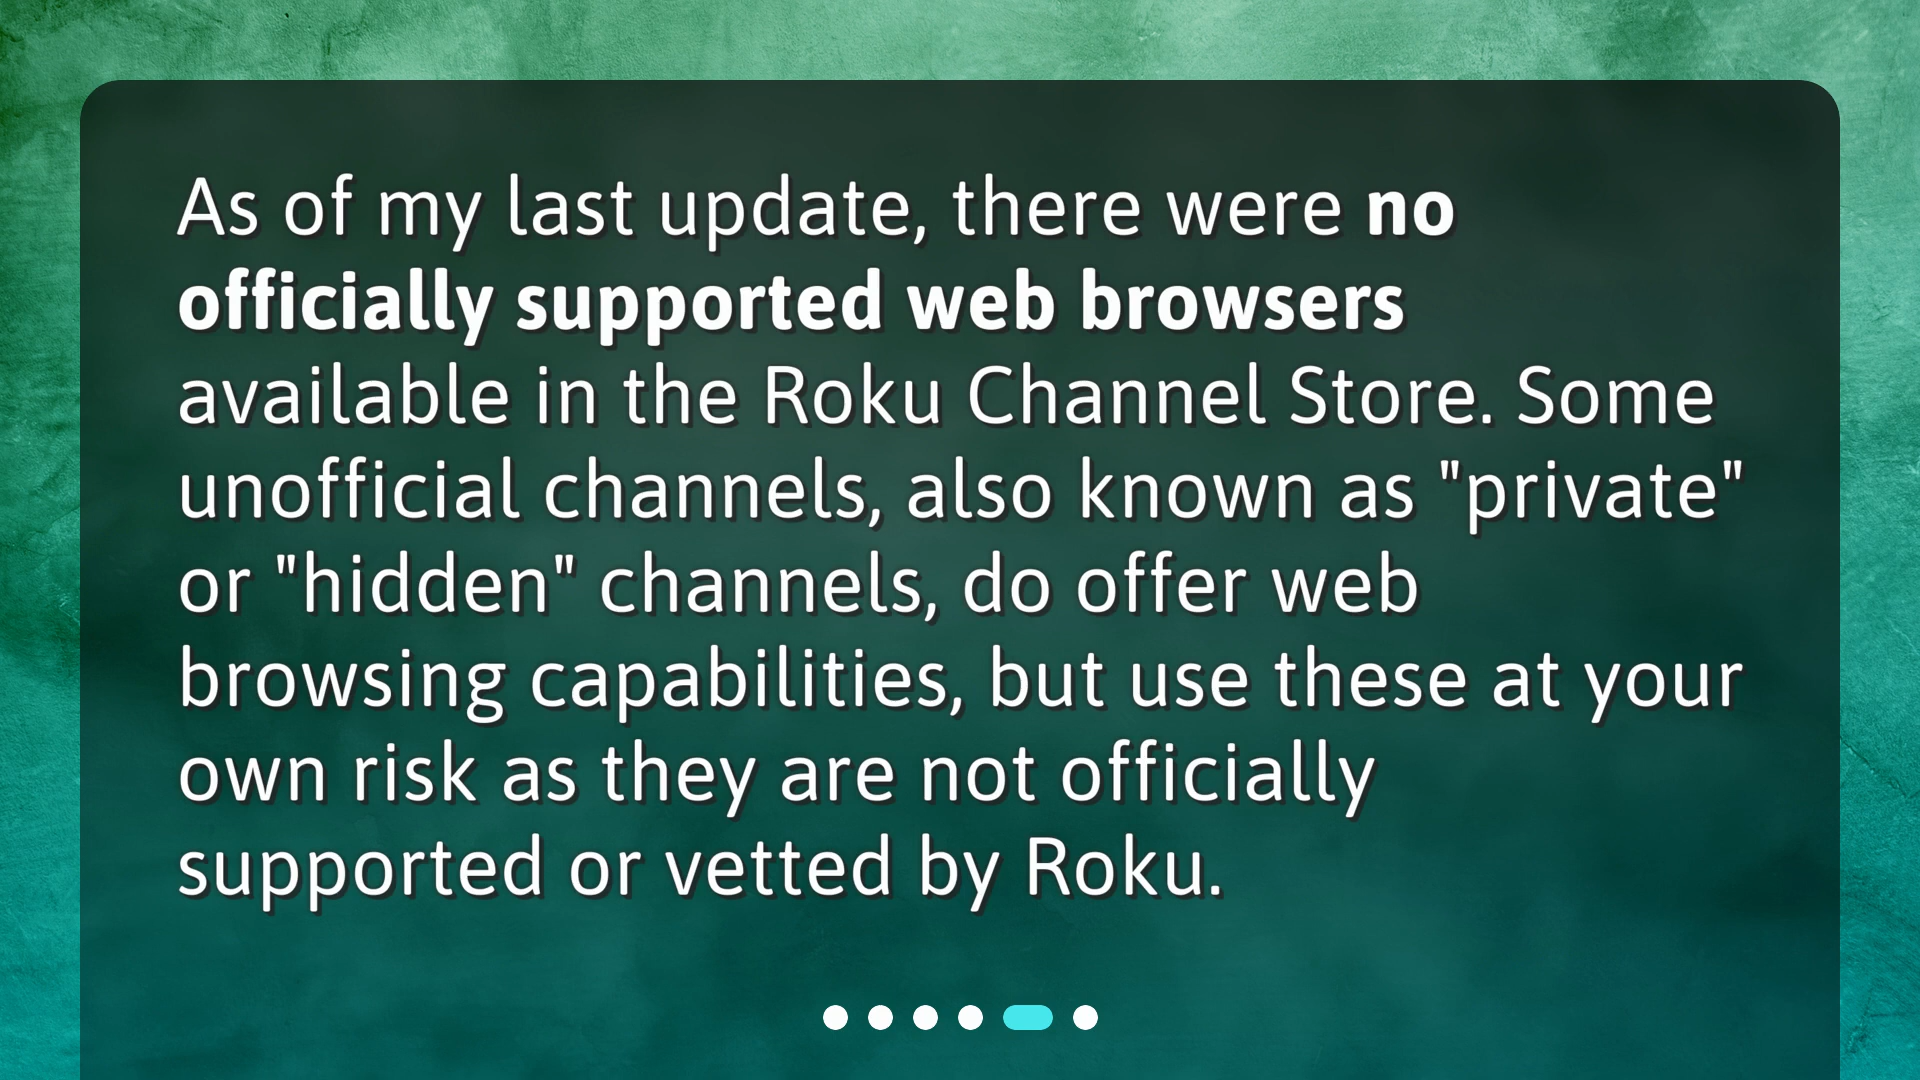 As of my last update, there were no
officially supported web browsers
available in the Roku Channel Store. Some
unofficial channels, also known as "private"
or "hidden" channels, do offer web
browsing capabilities, but use these at your
own risk as they are not officially
supported or vetted by Roku.